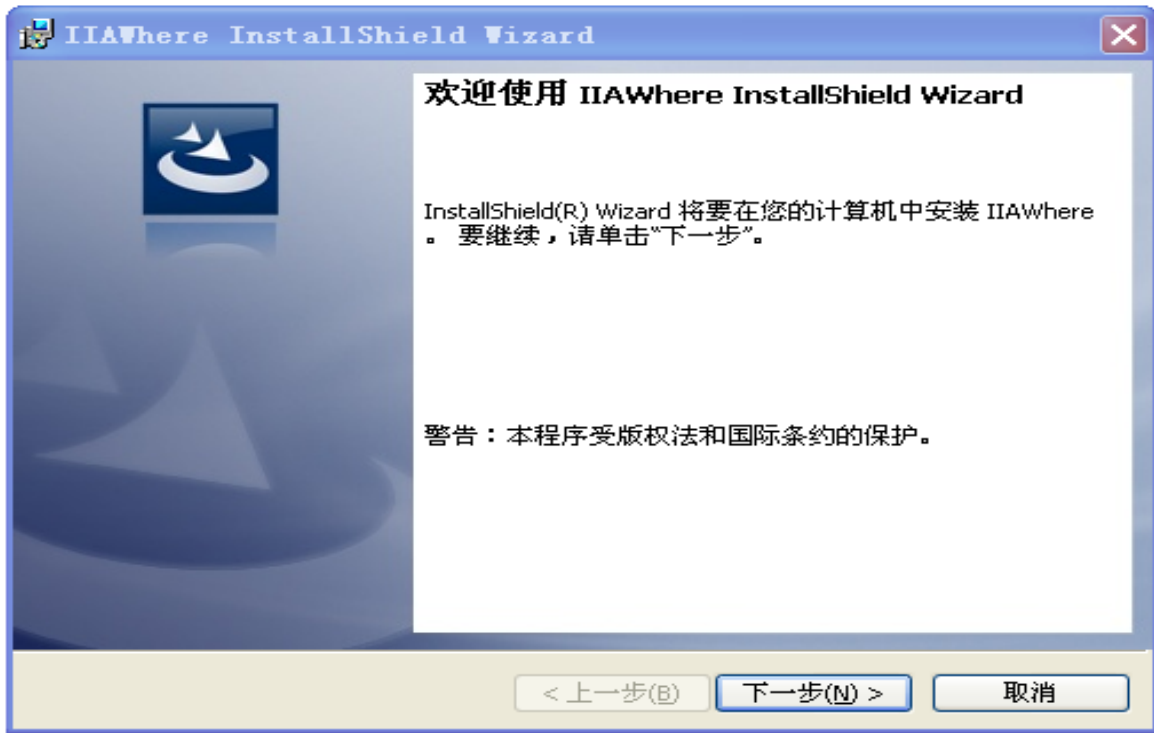 IIAWhere InstallShield Wizard
欢迎使用 IIAWhere InstallShield Wizard
InstallShield(R) Wizard 将要在您的计算机中安装 IIAWhere
。 要继续，请单击“下一步”。
警告：本程序受版权法和国际条约的保护。
< 上一步(B)
下一步(N) >
取消